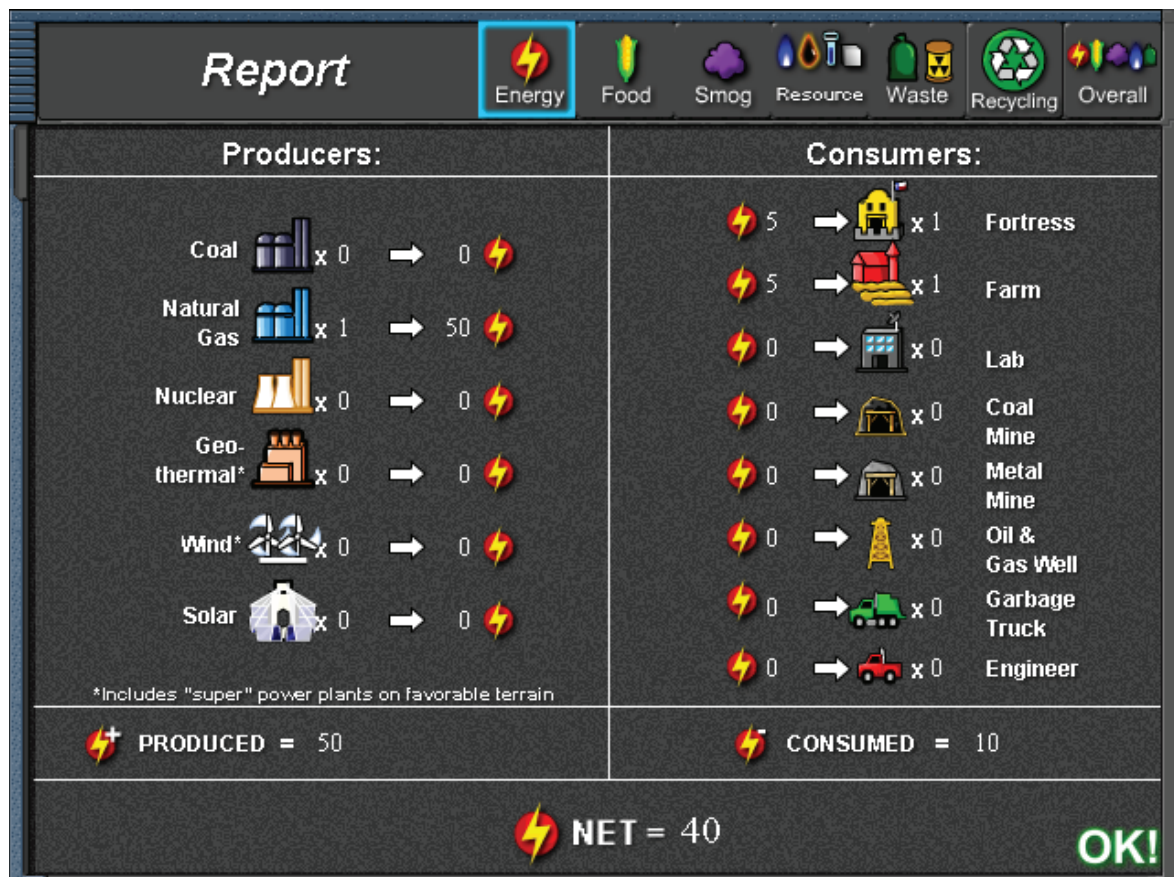 Report
Energy
Food
Smog
Resource
Waste
Recycling
Overall
Producers:
Coal x 0 0
Natural
Gas x 1 50
Nuclear x 0 0
Geo-
thermal* x 0 0
Wind* x 0 0
Solar x 0 0
*Includes "super" power plants on favorable terrain
PRODUCED = 50
Consumers:
5 x 1 Fortress
5 x 1 Farm
0 x 0 Lab
0 x 0 Coal
Mine
0 x 0 Metal
Mine
0 x 0 Oil &
Gas Well
0 x 0 Garbage
Truck
0 x 0 Engineer
CONSUMED = 10
NET = 40
OK!